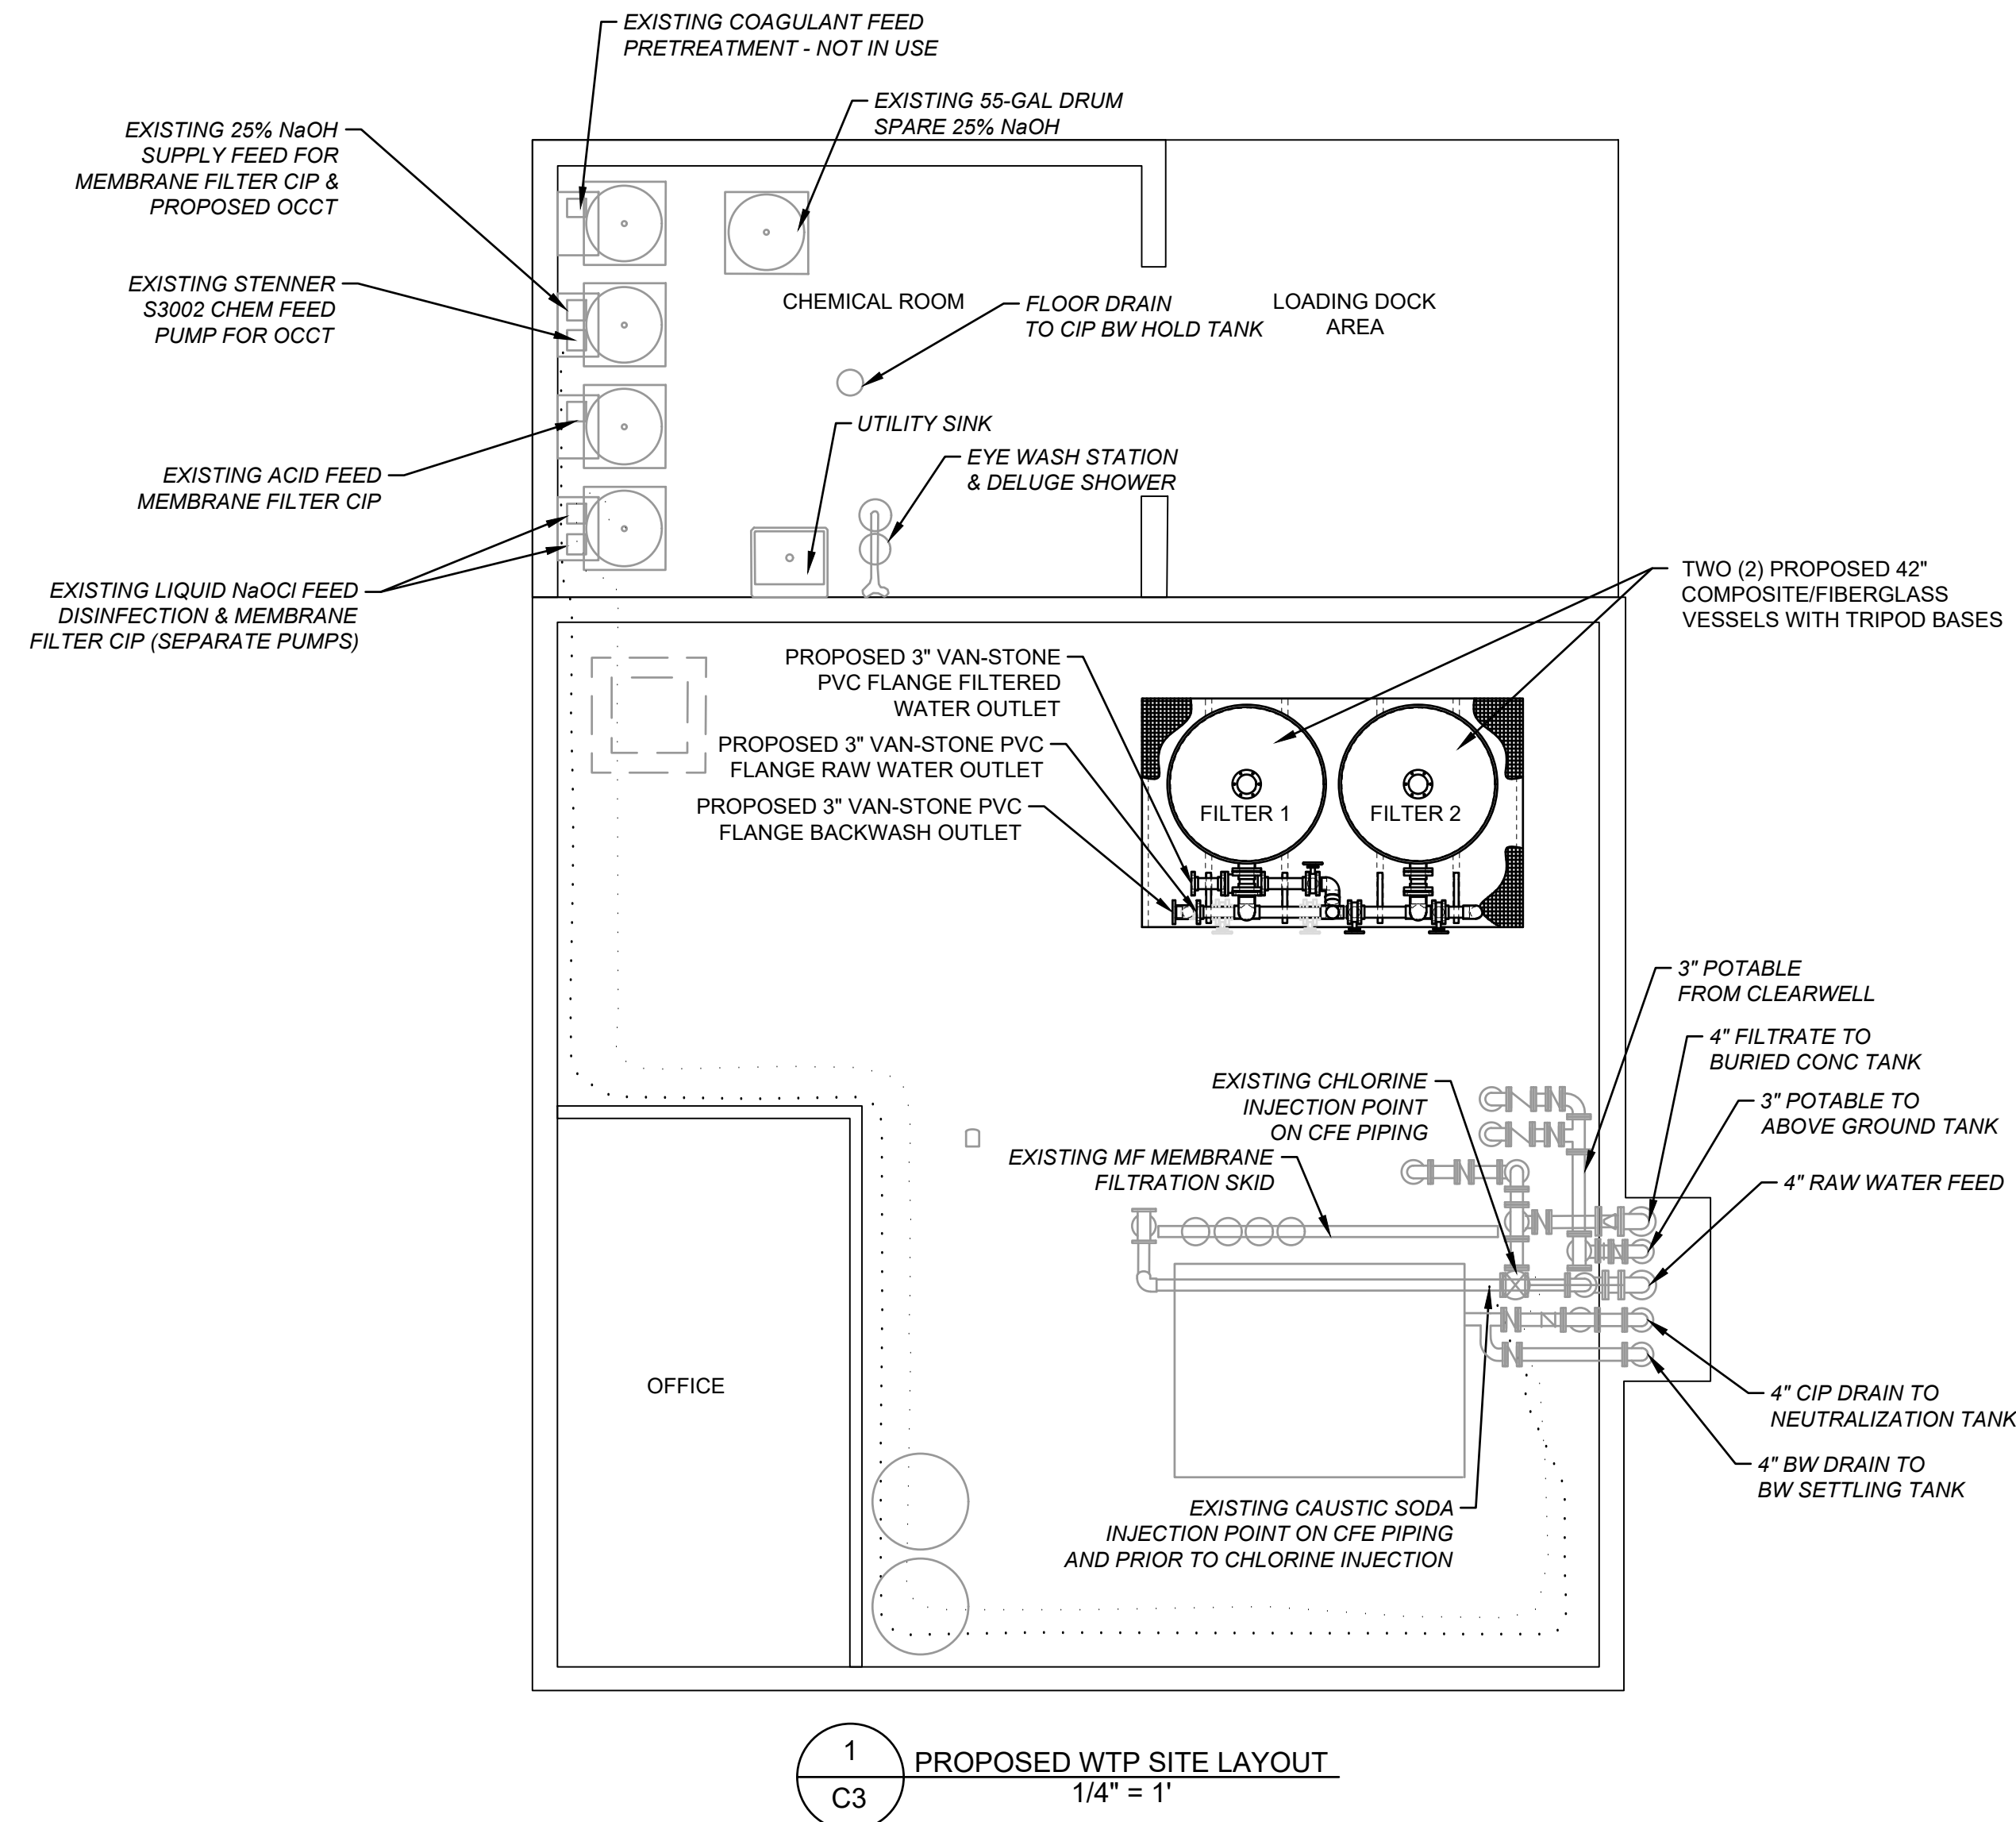 EXISTING COAGULANT FEED
PRETREATMENT - NOT IN USE
EXISTING 55-GAL DRUM
SPARE 25% NaOH
EXISTING 25% NaOH
SUPPLY FEED FOR
MEMBRANE FILTER CIP &
PROPOSED OCCT
EXISTING STENNER
S3002 CHEM FEED
PUMP FOR OCCT
CHEMICAL ROOM
FLOOR DRAIN
TO CIP BW HOLD TANK
LOADING DOCK
AREA
UTILITY SINK
EYE WASH STATION
& DELUGE SHOWER
EXISTING ACID FEED
MEMBRANE FILTER CIP
EXISTING LIQUID NaOCl FEED
DISINFECTION & MEMBRANE
FILTER CIP (SEPARATE PUMPS)
TWO (2) PROPOSED 42"
COMPOSITE/FIBERGLASS
VESSELS WITH TRIPOD BASES
PROPOSED 3" VAN-STONE
PVC FLANGE FILTERED
WATER OUTLET
PROPOSED 3" VAN-STONE PVC
FLANGE RAW WATER OUTLET
PROPOSED 3" VAN-STONE PVC
FLANGE BACKWASH OUTLET
FILTER 1
FILTER 2
3" POTABLE
FROM CLEARWELL
4" FILTRATE TO
BURIED CONC TANK
3" POTABLE TO
ABOVE GROUND TANK
4" RAW WATER FEED
EXISTING CHLORINE
INJECTION POINT
ON CFE PIPING
EXISTING MF MEMBRANE
FILTRATION SKID
OFFICE
4" CIP DRAIN TO
NEUTRALIZATION TANK
4" BW DRAIN TO
BW SETTLING TANK
EXISTING CAUSTIC SODA
INJECTION POINT ON CFE PIPING
AND PRIOR TO CHLORINE INJECTION
1
C3
PROPOSED WTP SITE LAYOUT
1/4" = 1'